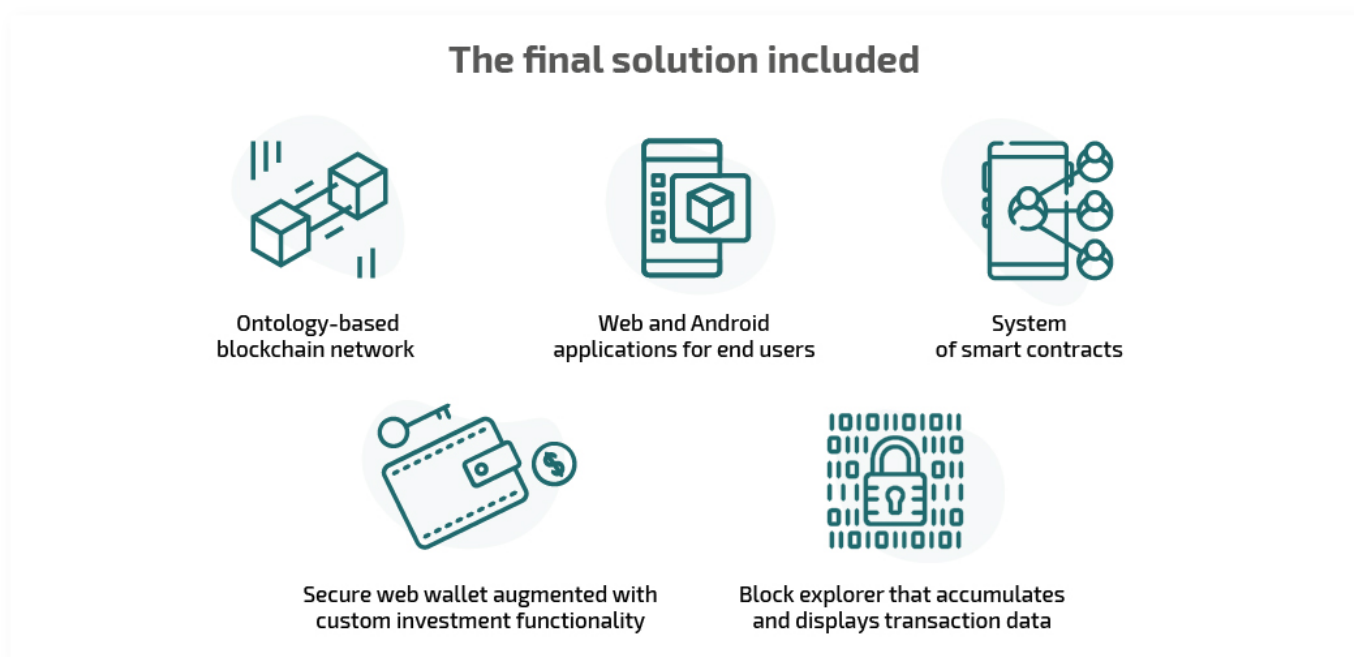 The final solution included
Ontology-based
blockchain network
Web and Android
applications for end users
System
of smart contracts
Secure web wallet augmented with
custom investment functionality
Block explorer that accumulates
and displays transaction data